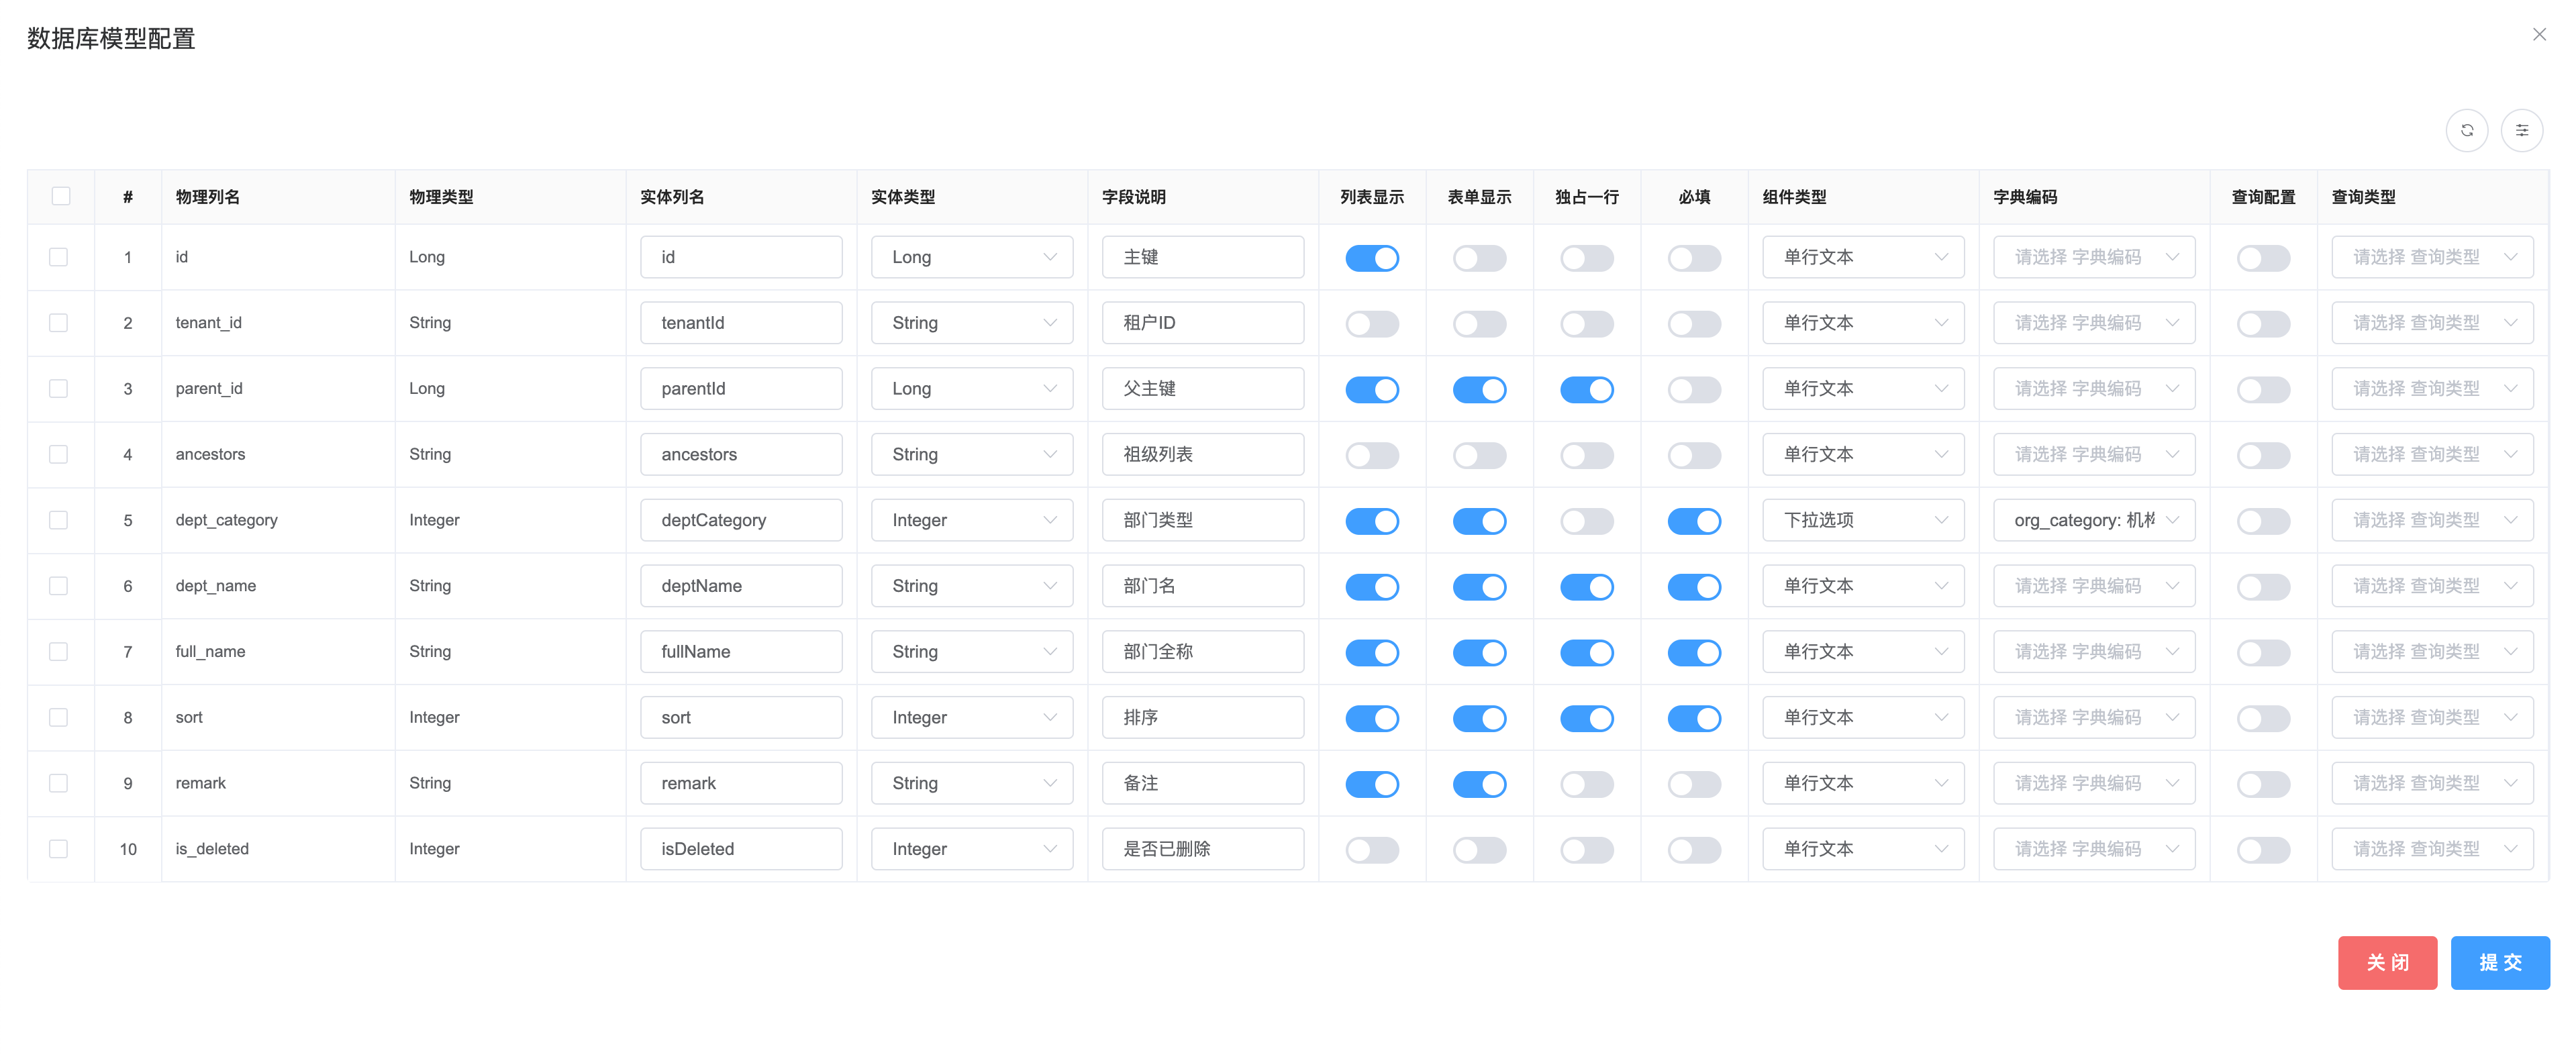 数据库模型配置
# 物理列名 物理类型 实体列名 实体类型 字段说明 列表显示 表单显示 独占一行 必填 组件类型 字典编码 查询配置 查询类型
1 id Long id Long 主键 单行文本 请选择 字典编码 请选择 查询类型
2 tenant_id String tenantId String 租户ID 单行文本 请选择 字典编码 请选择 查询类型
3 parent_id Long parentId Long 父主键 单行文本 请选择 字典编码 请选择 查询类型
4 ancestors String ancestors String 祖级列表 单行文本 请选择 字典编码 请选择 查询类型
5 dept_category Integer deptCategory Integer 部门类型 下拉选项 org_category: 机构 请选择 查询类型
6 dept_name String deptName String 部门名 单行文本 请选择 字典编码 请选择 查询类型
7 full_name String fullName String 部门全称 单行文本 请选择 字典编码 请选择 查询类型
8 sort Integer sort Integer 排序 单行文本 请选择 字典编码 请选择 查询类型
9 remark String remark String 备注 单行文本 请选择 字典编码 请选择 查询类型
10 is_deleted Integer isDeleted Integer 是否已删除 单行文本 请选择 字典编码 请选择 查询类型
关 闭 提 交